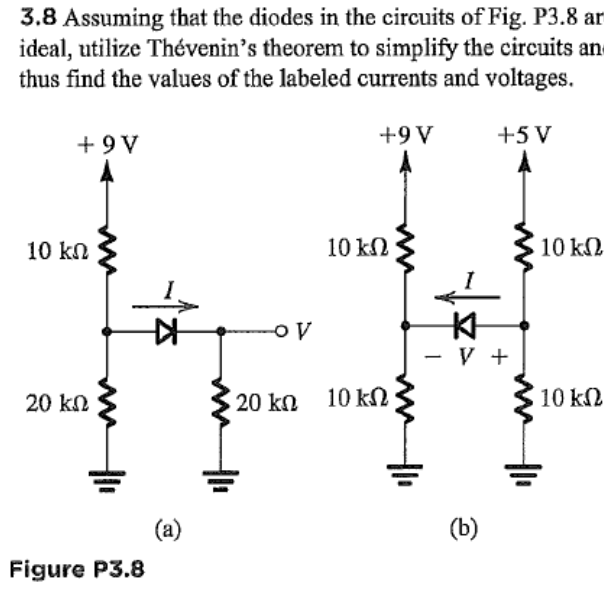 3.8 Assuming that the diodes in the circuits of Fig. P3.8 ar
ideal, utilize Thévenin's theorem to simplify the circuits an
thus find the values of the labeled currents and voltages.
+ 9 V
+9 V
+5 V
10 kΩ
10 kΩ
10 kΩ
I
I
V
− V +
20 kΩ
20 kΩ
10 kΩ
10 kΩ
(a)
(b)
Figure P3.8